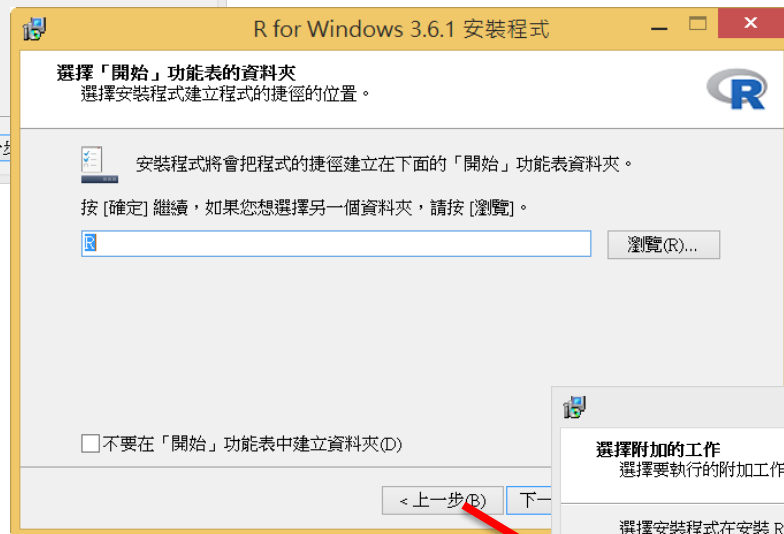 R for Windows 3.6.1 安裝程式
選擇「開始」功能表的資料夾
選擇安裝程式建立程式的捷徑的位置。
R
安裝程式將會把程式的捷徑建立在下面的「開始」功能表資料夾。
按 [確定] 繼續，如果您想選擇另一個資料夾，請按 [瀏覽]。
R
瀏覽(R)...
不要在「開始」功能表中建立資料夾(D)
< 上一步(B)
下一
選擇附加的工作
選擇要執行的附加工作
選擇安裝程式在安裝 R